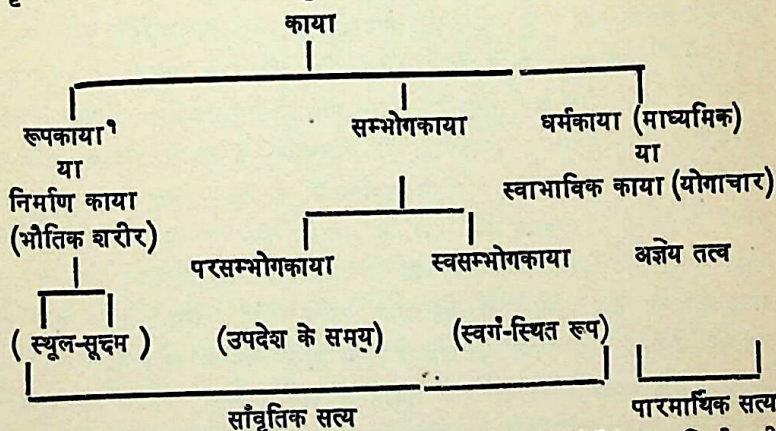 काया
रूपकाया१ सम्भोगकाया धर्मकाया (माध्यमिक)
या या
निर्माण काया स्वाभाविक काया (योगाचार)
(भौतिक शरीर)
परसम्भोगकाया स्वसम्भोगकाया अज्ञेय तत्व
( स्थूल-सूक्ष्म ) (उपदेश के समय) (स्वर्ग-स्थित रूप)
साँवृतिक सत्य पारमार्थिक सत्य